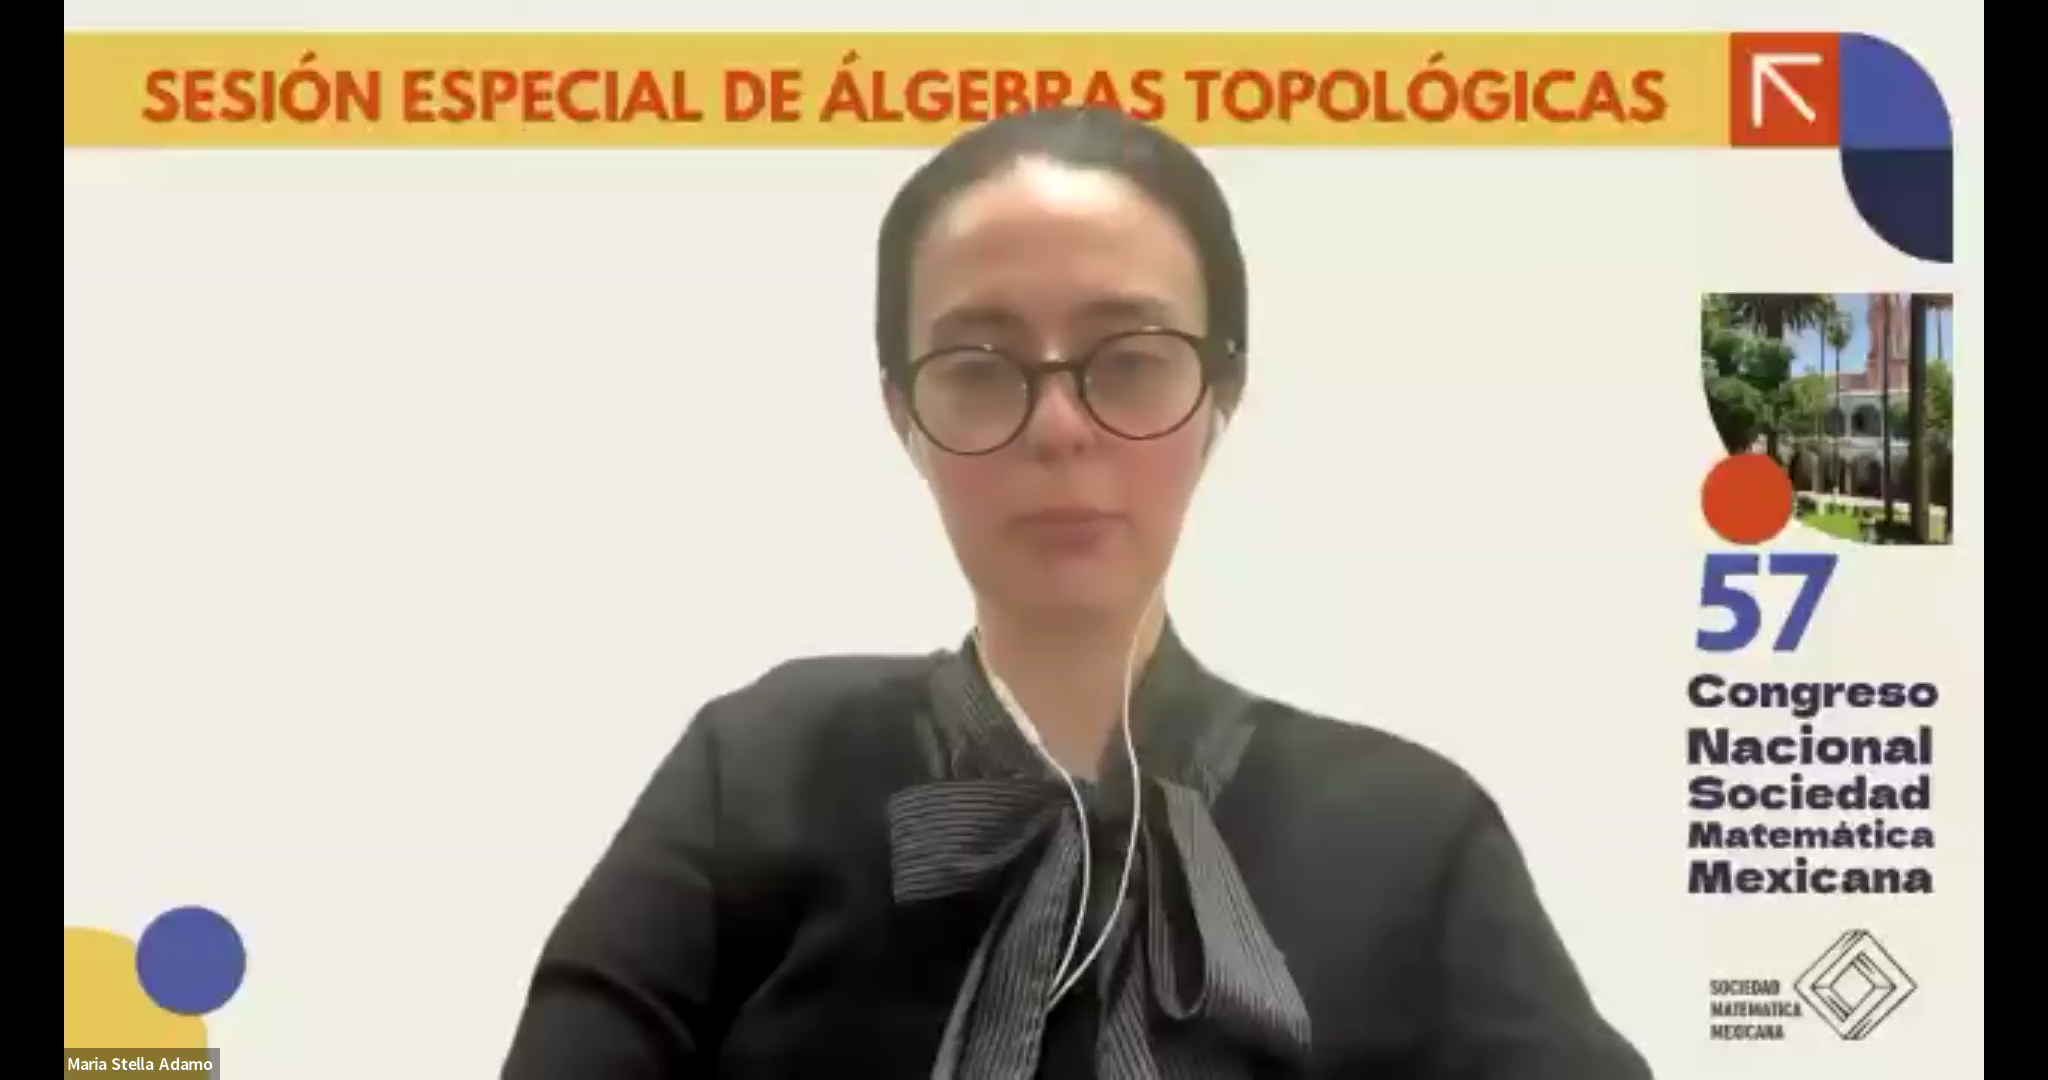 SESIÓN ESPECIAL DE ÁLGEBRAS TOPOLÓGICAS
57
Congreso
Nacional
Sociedad
Matemática
Mexicana
SOCIEDAD
MATEMATICA
MEXICANA
Maria Stella Adamo